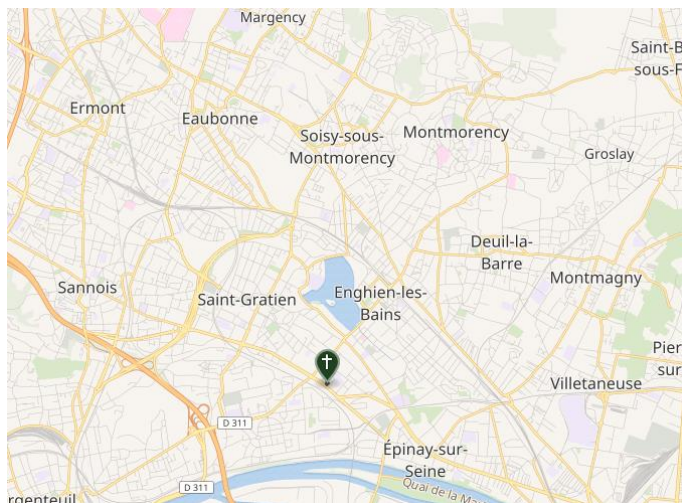 Margency
Saint-B
sous-F
Ermont
Eaubonne
Soisy-sous-
Montmorency
Montmorency
Groslay
Deuil-la-
Barre
Montmagny
Sannois
Saint-Gratien
Enghien-les-
Bains
Pier
sur
Villetaneuse
D 311
Épinay-sur-
Seine
D 311
Quai de la Ma
rgenteuil